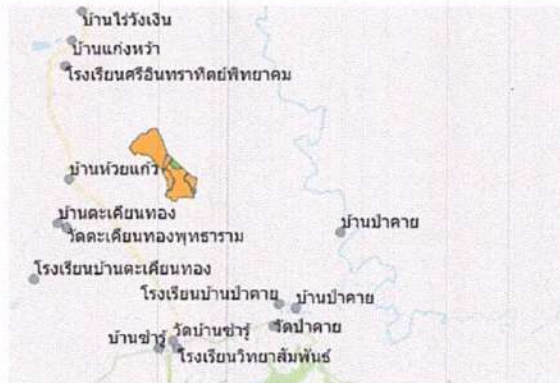 บ้านไร่วังเงิน
บ้านแก่งหว้า
โรงเรียนศรีอินทราทิตย์พิทยาคม
บ้านห้วยแก้ว
บ้านตะเคียนทอง
วัดตะเคียนทองพุทธาราม
บ้านป่าคาย
โรงเรียนบ้านตะเคียนทอง
โรงเรียนบ้านป่าคาย
บ้านป่าคาย
วัดป่าคาย
บ้านซำรู้
วัดบ้านซำรู้
โรงเรียนวิทยาสัมพันธ์